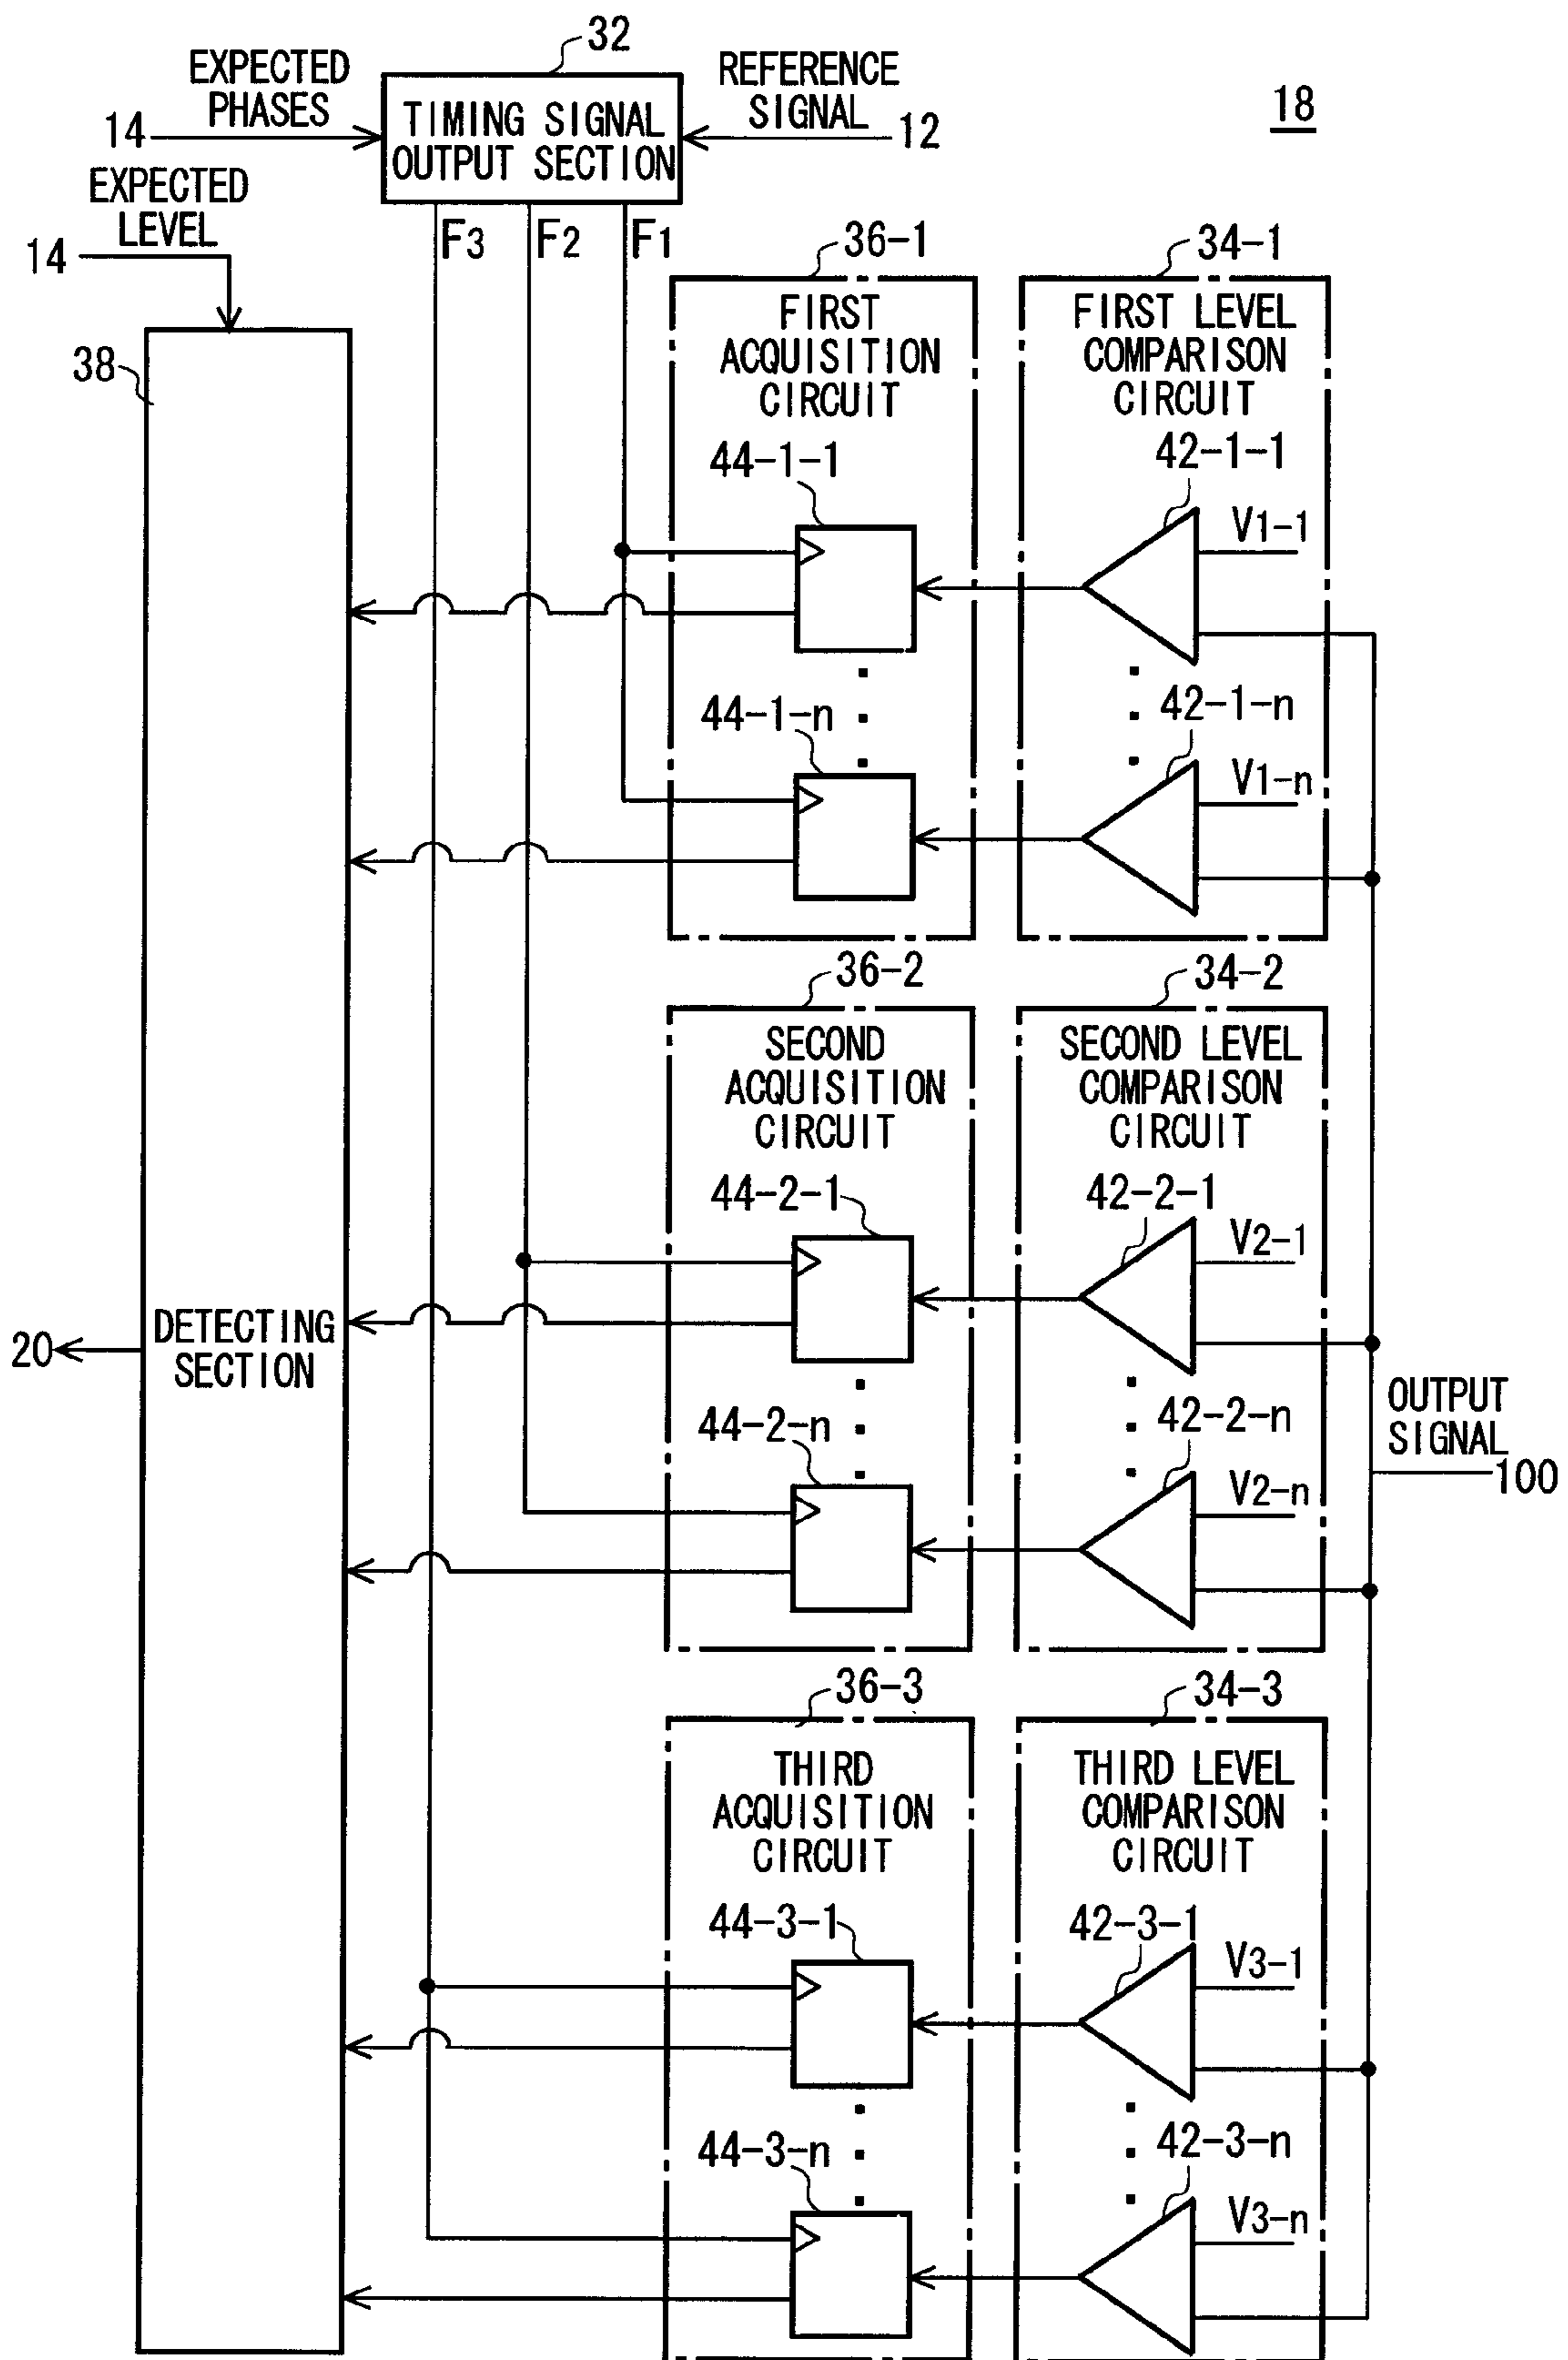 32
EXPECTED
PHASES
14
TIMING SIGNAL
OUTPUT SECTION
REFERENCE
SIGNAL
12
18
EXPECTED
LEVEL
14
F3
F2
F1
38
DETECTING
SECTION
20
36-1
FIRST
ACQUISITION
CIRCUIT
44-1-1
44-1-n
34-1
FIRST LEVEL
COMPARISON
CIRCUIT
42-1-1
V1-1
42-1-n
V1-n
36-2
SECOND
ACQUISITION
CIRCUIT
44-2-1
44-2-n
34-2
SECOND LEVEL
COMPARISON
CIRCUIT
42-2-1
V2-1
42-2-n
V2-n
OUTPUT
SIGNAL
100
36-3
THIRD
ACQUISITION
CIRCUIT
44-3-1
44-3-n
34-3
THIRD LEVEL
COMPARISON
CIRCUIT
42-3-1
V3-1
42-3-n
V3-n